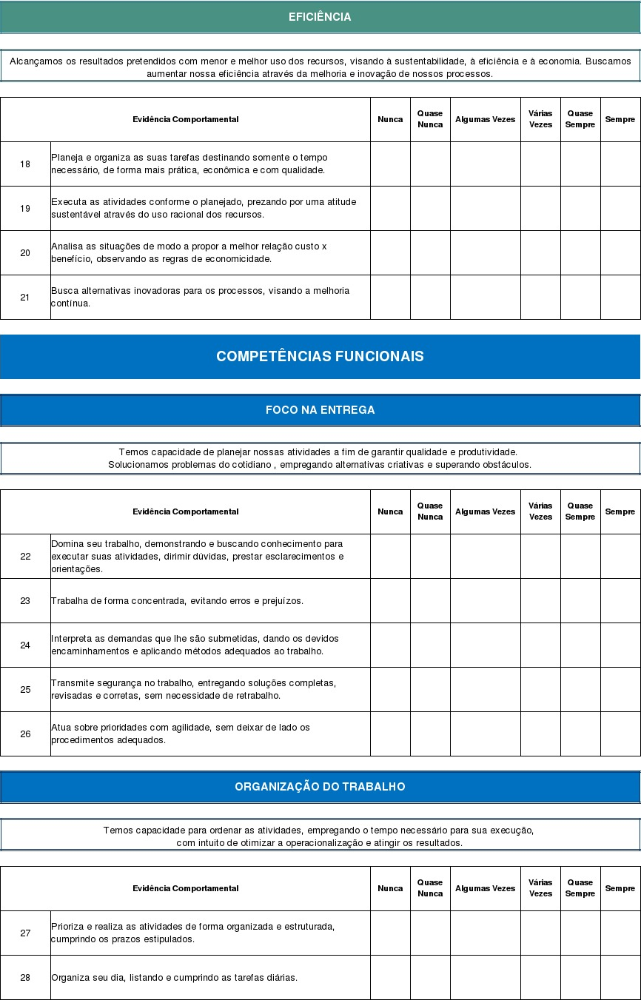 EFICIÊNCIA
Alcançamos os resultados pretendidos com menor e melhor uso dos recursos, visando à sustentabilidade, à eficiência e à economia. Buscamos
aumentar nossa eficiência através da melhoria e inovação de nossos processos.
Evidência Comportamental Nunca Quase Nunca Algumas Vezes Várias Vezes Quase Sempre Sempre
18 Planeja e organiza as suas tarefas destinando somente o tempo
necessário, de forma mais prática, econômica e com qualidade.
19 Executa as atividades conforme o planejado, prezando por uma atitude
sustentável através do uso racional dos recursos.
20 Analisa as situações de modo a propor a melhor relação custo x
benefício, observando as regras de economicidade.
21 Busca alternativas inovadoras para os processos, visando a melhoria
contínua.
COMPETÊNCIAS FUNCIONAIS
FOCO NA ENTREGA
Temos capacidade de planejar nossas atividades a fim de garantir qualidade e produtividade.
Solucionamos problemas do cotidiano , empregando alternativas criativas e superando obstáculos.
Evidência Comportamental Nunca Quase Nunca Algumas Vezes Várias Vezes Quase Sempre Sempre
22 Domina seu trabalho, demonstrando e buscando conhecimento para
executar suas atividades, dirimir dúvidas, prestar esclarecimentos e
orientações.
23 Trabalha de forma concentrada, evitando erros e prejuízos.
24 Interpreta as demandas que lhe são submetidas, dando os devidos
encaminhamentos e aplicando métodos adequados ao trabalho.
25 Transmite segurança no trabalho, entregando soluções completas,
revisadas e corretas, sem necessidade de retrabalho.
26 Atua sobre prioridades com agilidade, sem deixar de lado os
procedimentos adequados.
ORGANIZAÇÃO DO TRABALHO
Temos capacidade para ordenar as atividades, empregando o tempo necessário para sua execução,
com intuito de otimizar a operacionalização e atingir os resultados.
Evidência Comportamental Nunca Quase Nunca Algumas Vezes Várias Vezes Quase Sempre Sempre
27 Prioriza e realiza as atividades de forma organizada e estruturada,
cumprindo os prazos estipulados.
28 Organiza seu dia, listando e cumprindo as tarefas diárias.